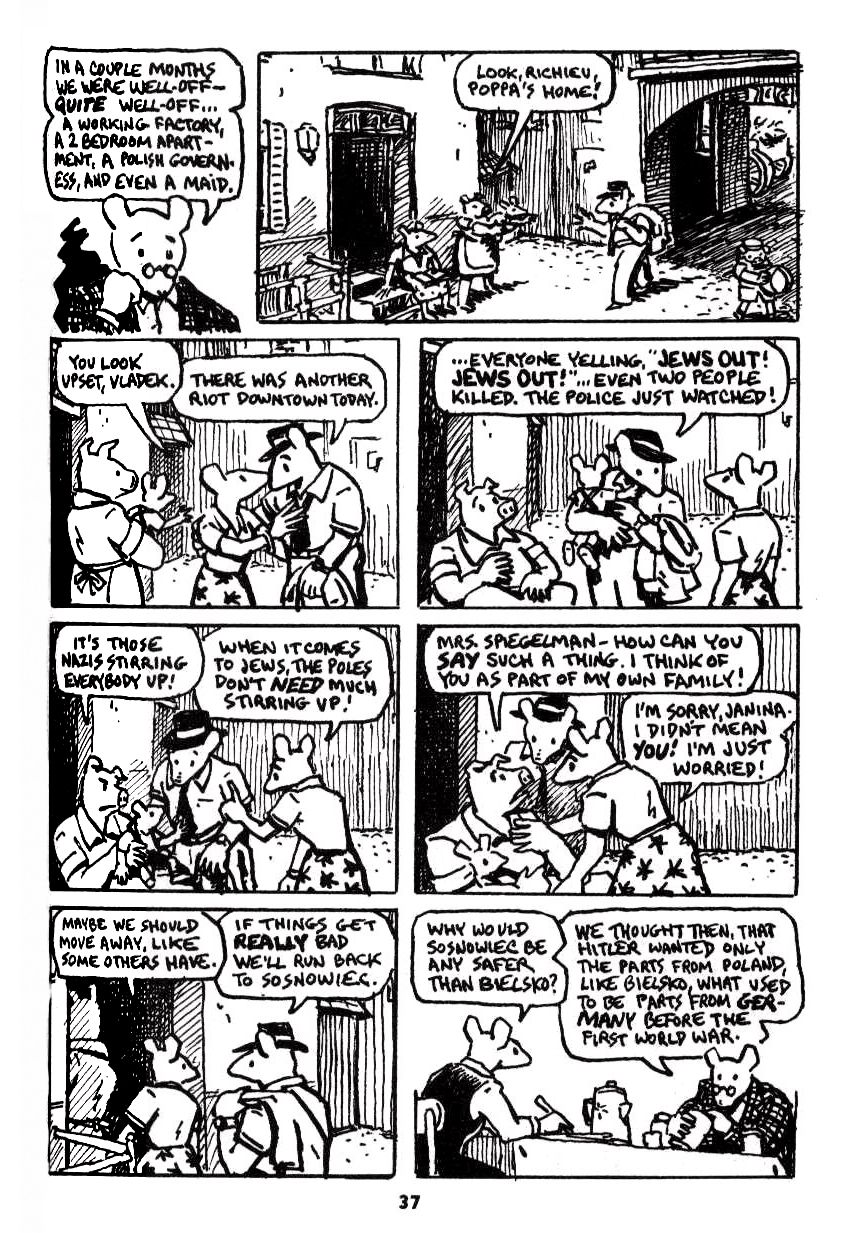 IN A COUPLE MONTHS
WE WERE WELL-OFF—
QUITE WELL-OFF...
A WORKING FACTORY,
A 2 BEDROOM APART-
MENT, A POLISH GOVERN-
ESS, AND EVEN A MAID.
LOOK, RICHIEU,
POPPA'S HOME!
YOU LOOK
UPSET, VLADEK.
THERE WAS ANOTHER
RIOT DOWNTOWN TODAY.
...EVERYONE YELLING, "JEWS OUT!
JEWS OUT!"... EVEN TWO PEOPLE
KILLED. THE POLICE JUST WATCHED!
IT'S THOSE
NAZIS STIRRING
EVERYBODY UP!
WHEN IT COMES
TO JEWS, THE POLES
DON'T NEED MUCH
STIRRING UP!
MRS. SPIEGELMAN—HOW CAN YOU
SAY SUCH A THING. I THINK OF
YOU AS PART OF MY OWN FAMILY!
I'M SORRY, JANINA.
I DIDN'T MEAN
YOU! I'M JUST
WORRIED!
MAYBE WE SHOULD
MOVE AWAY, LIKE
SOME OTHERS HAVE.
IF THINGS GET
REALLY BAD
WE'LL RUN BACK
TO SOSNOWIEC.
WHY WOULD
SOSNOWIEC BE
ANY SAFER
THAN BIELSKO?
WE THOUGHT THEN, THAT
HITLER WANTED ONLY
THE PARTS FROM POLAND,
LIKE BIELSKO, WHAT USED
TO BE PARTS FROM GER-
MANY BEFORE THE
FIRST WORLD WAR.
37